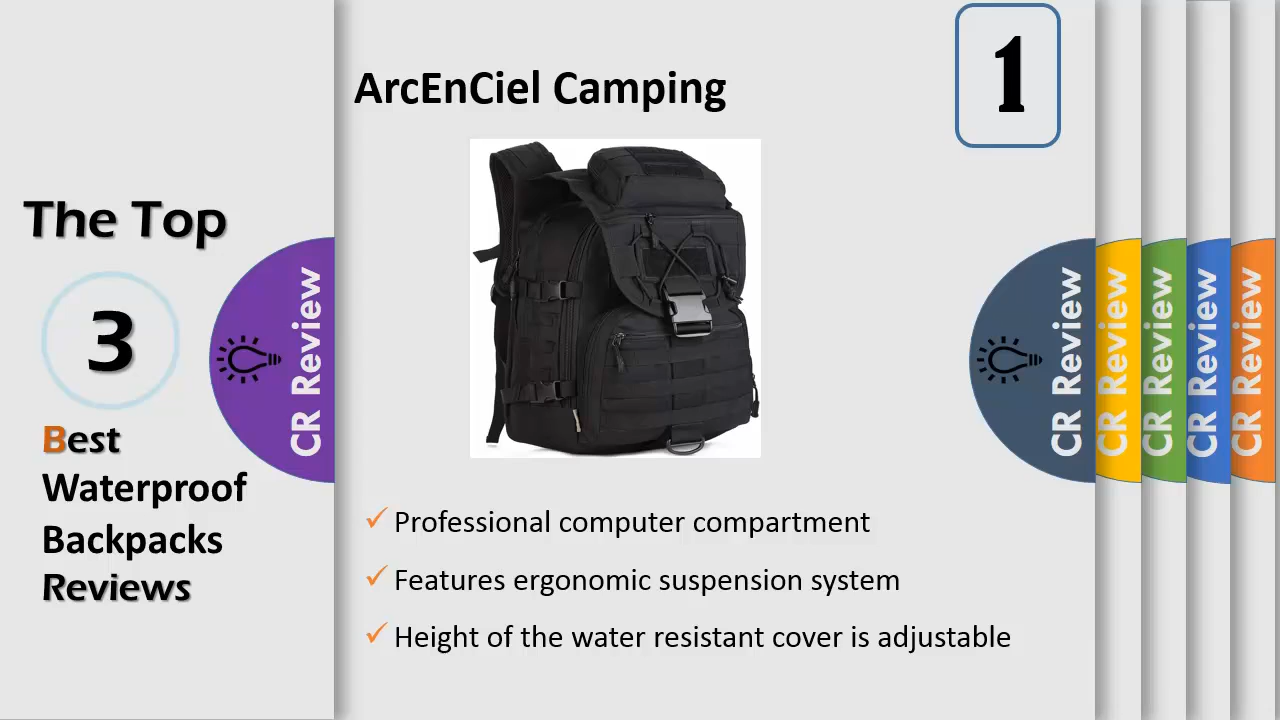 The Top
3
Best
Waterproof
Backpacks
Reviews
CR Review
ArcEnCiel Camping
1
Professional computer compartment
Features ergonomic suspension system
Height of the water resistant cover is adjustable
CR Review
CR Review
CR Review
CR Review
CR Review